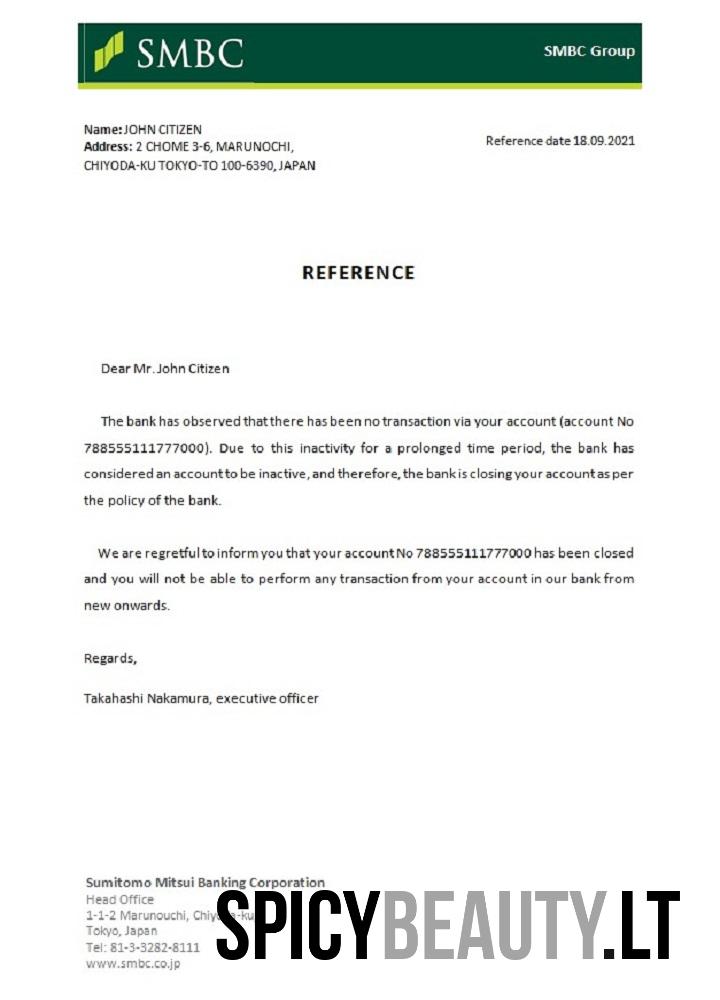 SMBC
SMBC Group
Name: JOHN CITIZEN
Address: 2 CHOME 3-6, MARUNOCHI,
CHIYODA-KU TOKYO-TO 100-6390, JAPAN
Reference date 18.09.2021
REFERENCE
Dear Mr. John Citizen
The bank has observed that there has been no transaction via your account (account No
788555111777000). Due to this inactivity for a prolonged time period, the bank has
considered an account to be inactive, and therefore, the bank is closing your account as per
the policy of the bank.
We are regretful to inform you that your account No 788555111777000 has been closed
and you will not be able to perform any transaction from your account in our bank from
new onwards.
Regards,
Takahashi Nakamura, executive officer
Sumitomo Mitsui Banking Corporation
Head Office
1-1-2 Marunouchi,
Tokyo, Japan
Tel: 81-3-3282-8111
www.smbc.co.jp
SPICYBEAUTY.LT